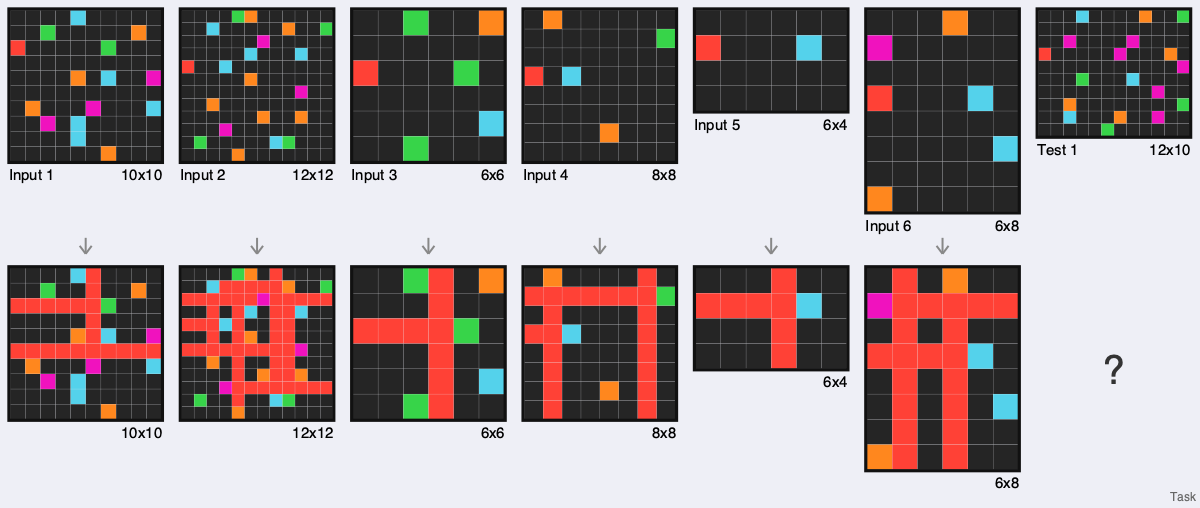 Input 1 10x10
Input 2 12x12
Input 3 6x6
Input 4 8x8
Input 5 6x4
Input 6 6x8
Test 1 12x10
10x10
12x12
6x6
8x8
6x4
6x8
?
Task